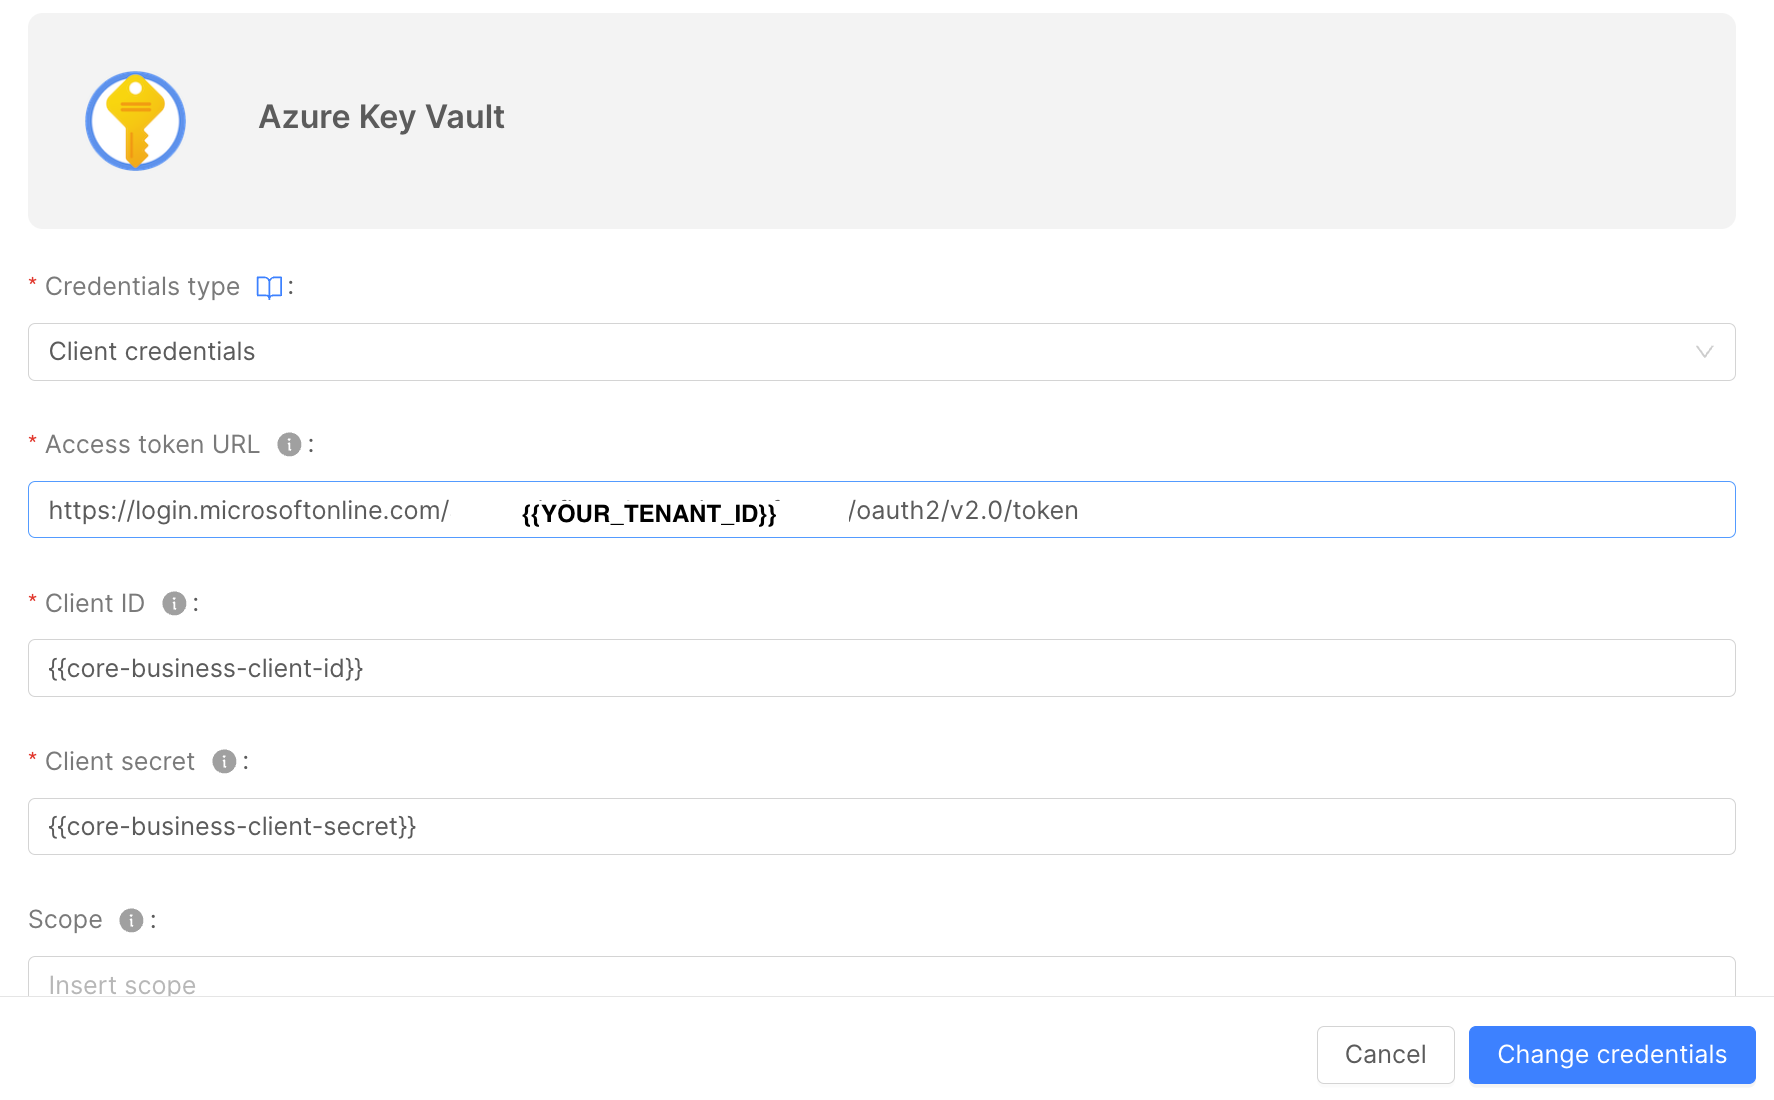 Azure Key Vault
* Credentials type :
Client credentials
* Access token URL :
https://login.microsoftonline.com/ {{YOUR_TENANT_ID}} /oauth2/v2.0/token
* Client ID :
{{core-business-client-id}}
* Client secret :
{{core-business-client-secret}}
Scope :
Insert scope
Cancel Change credentials